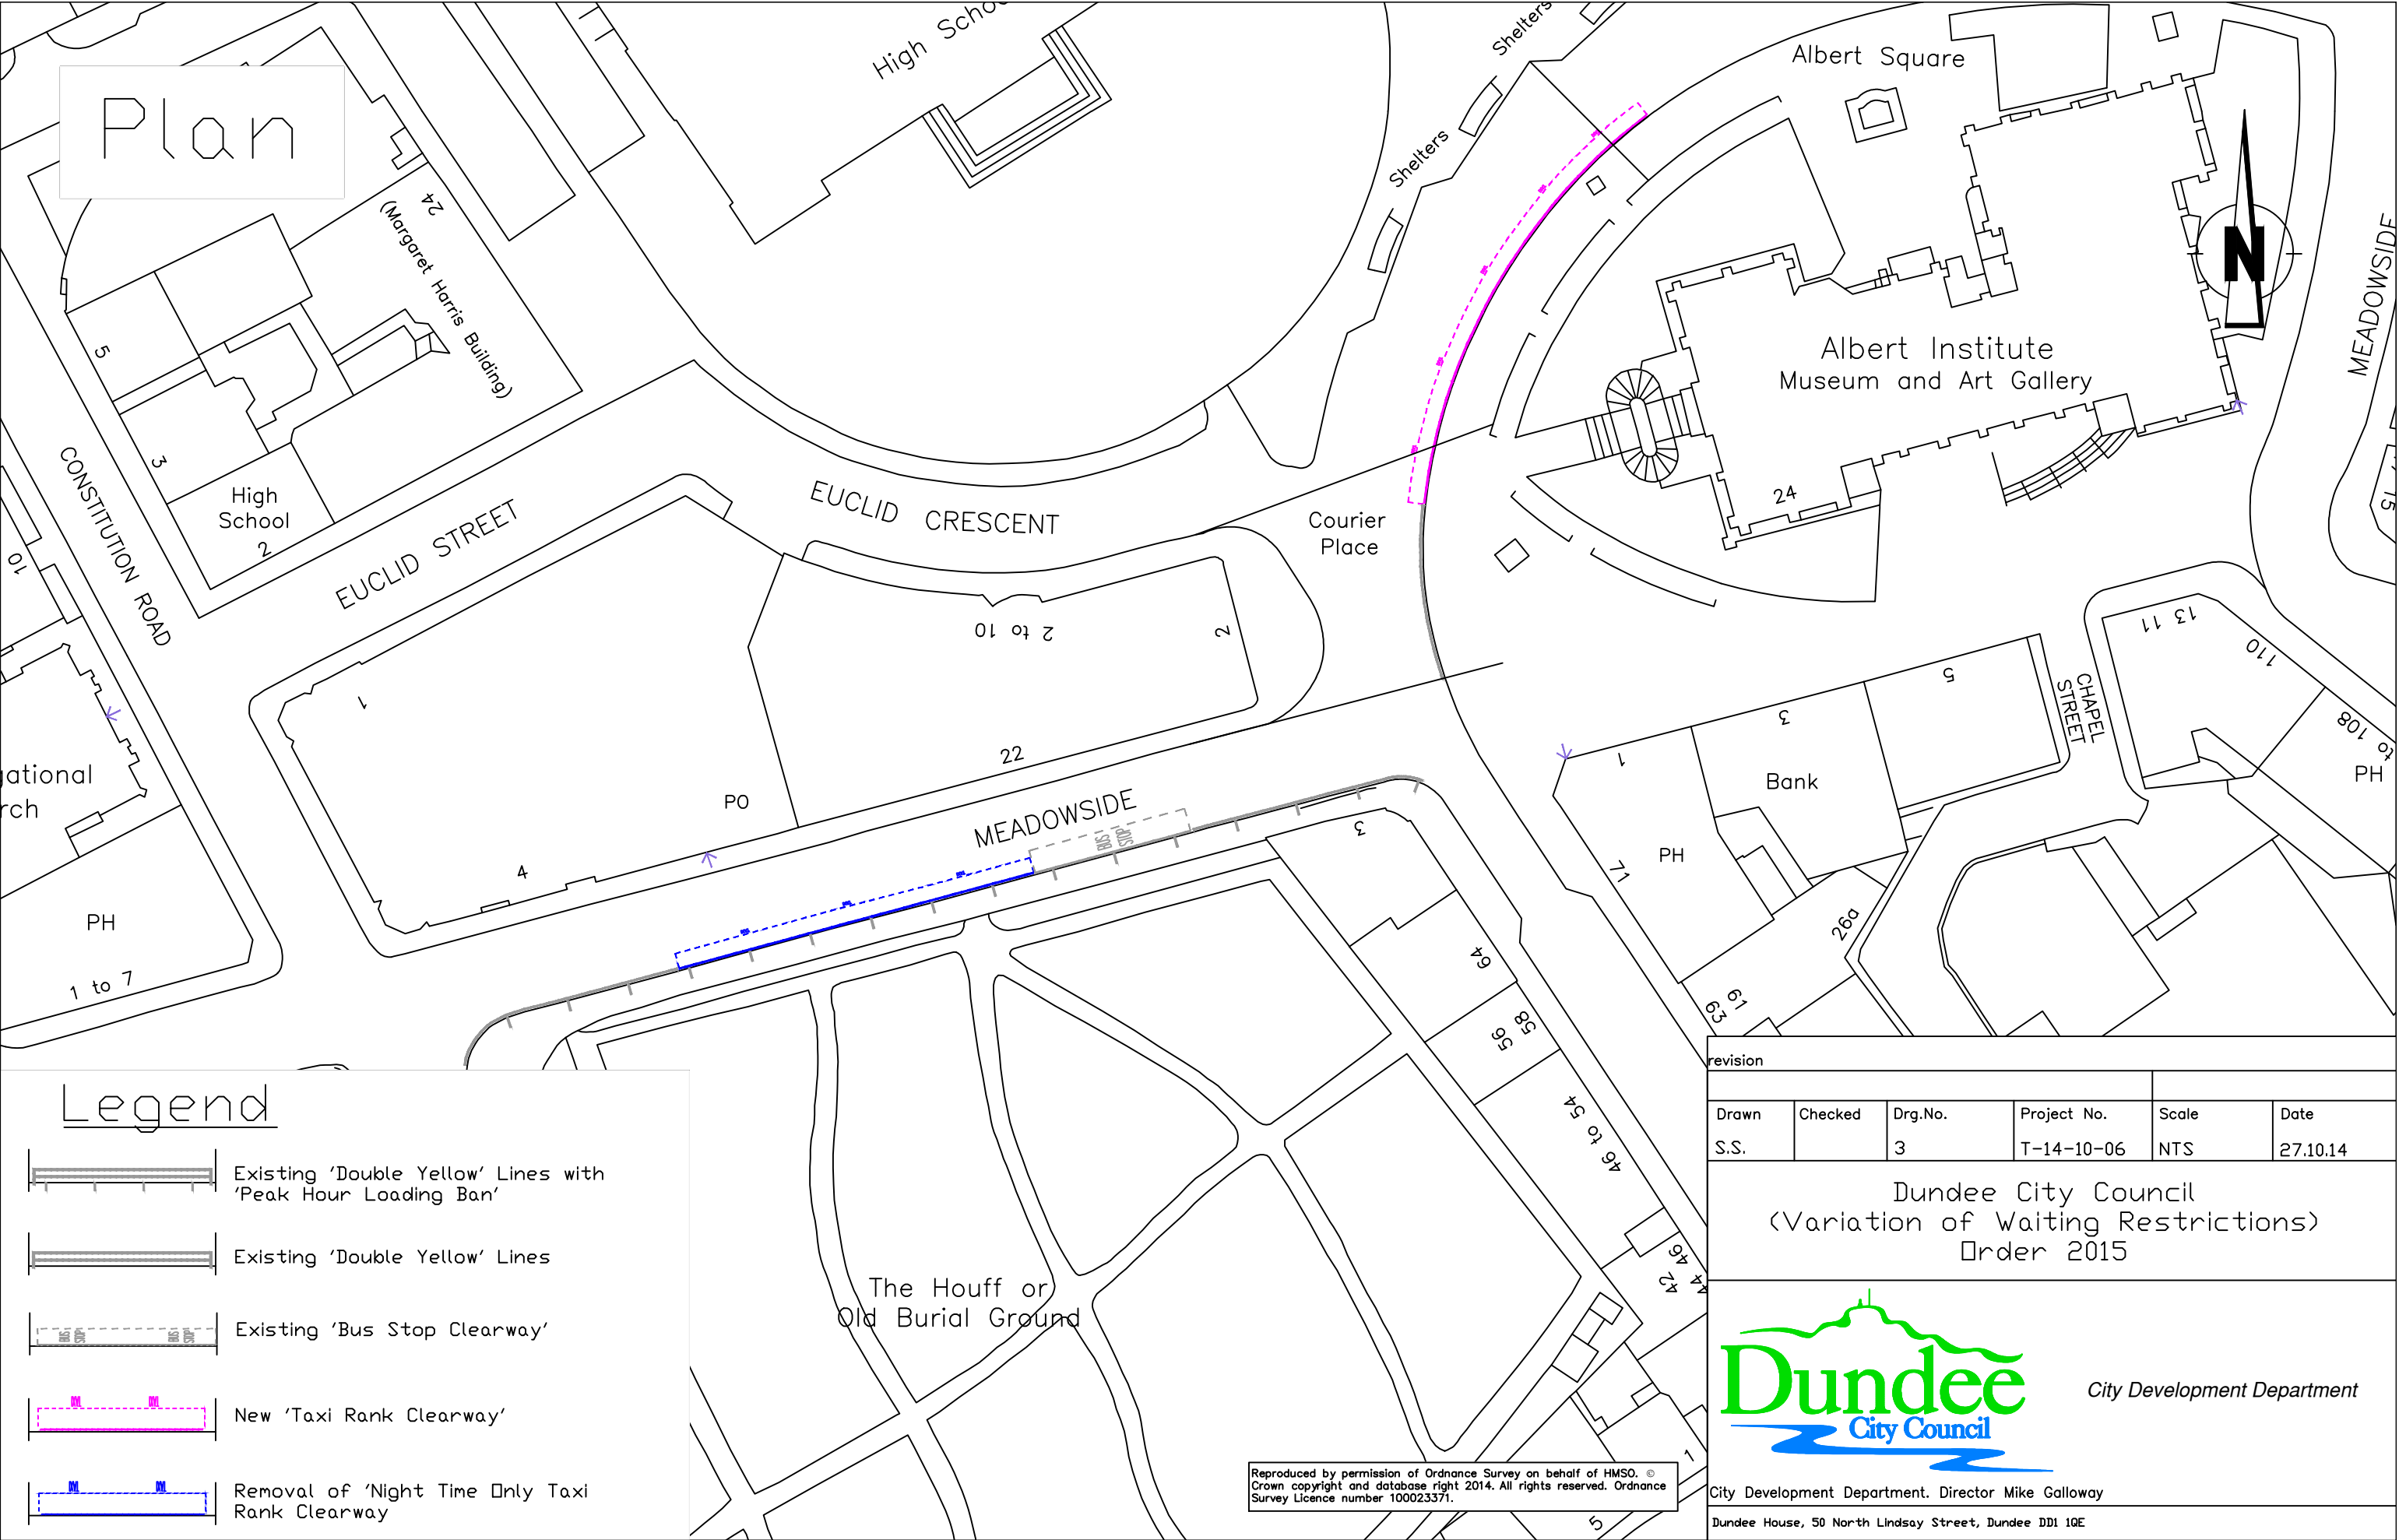 Plan
High Schoo
Shelters
Shelters
Albert Square
MEADOWSIDE
24
(Margaret Harris Building)
5
3
High
School
2
CONSTITUTION ROAD
10
EUCLID STREET
EUCLID CRESCENT
Courier
Place
Albert Institute
Museum and Art Gallery
24
N
15
1
2 to 10
2
22
PO
4
MEADOWSIDE
BUS
STOP
3
gational
rch
PH
1 to 7
1
3
5
Bank
PH
71
CHAPEL
STREET
11 13
110
to 108
PH
26a
61
63
64
58
56
46 to 54
46
44
42
1
5
The Houff or
Old Burial Ground
Legend
Existing 'Double Yellow' Lines with
'Peak Hour Loading Ban'
Existing 'Double Yellow' Lines
BUS
STOP
BUS
STOP
Existing 'Bus Stop Clearway'
New 'Taxi Rank Clearway'
Removal of 'Night Time Only Taxi
Rank Clearway
Reproduced by permission of Ordnance Survey on behalf of HMSO. ©
Crown copyright and database right 2014. All rights reserved. Ordnance
Survey Licence number 100023371.
revision
Drawn Checked Drg.No. Project No. Scale Date
S.S. 3 T-14-10-06 NTS 27.10.14
Dundee City Council
(Variation of Waiting Restrictions)
Order 2015
Dundee
City Council
City Development Department
City Development Department. Director Mike Galloway
Dundee House, 50 North Lindsay Street, Dundee DD1 1QE